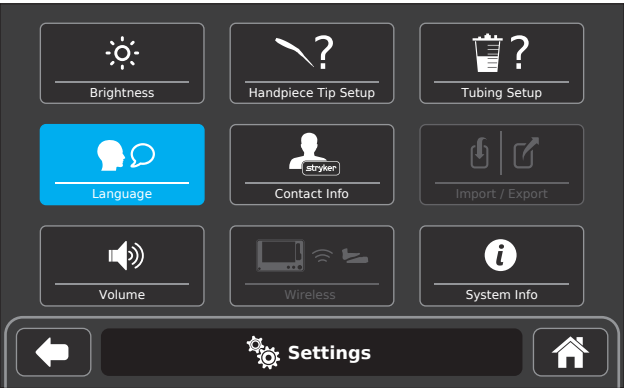 Brightness
Handpiece Tip Setup
Tubing Setup
Language
stryker
Contact Info
Import / Export
Volume
Wireless
System Info
Settings